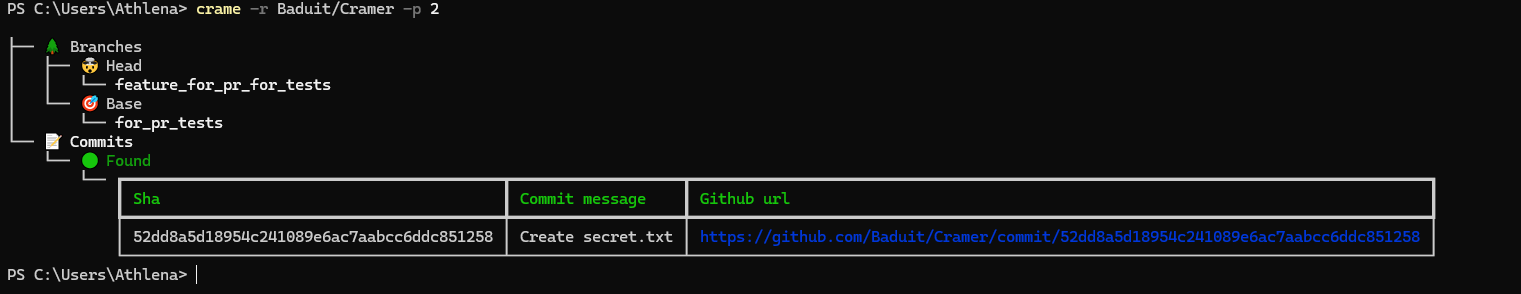 PS C:\Users\Athlena> crame -r Baduit/Cramer -p 2
Branches
Head
feature_for_pr_for_tests
Base
for_pr_tests
Commits
Found
Sha Commit message Github url
52dd8a5d18954c241089e6ac7aabcc6ddc851258 Create secret.txt https://github.com/Baduit/Cramer/commit/52dd8a5d18954c241089e6ac7aabcc6ddc851258
PS C:\Users\Athlena>